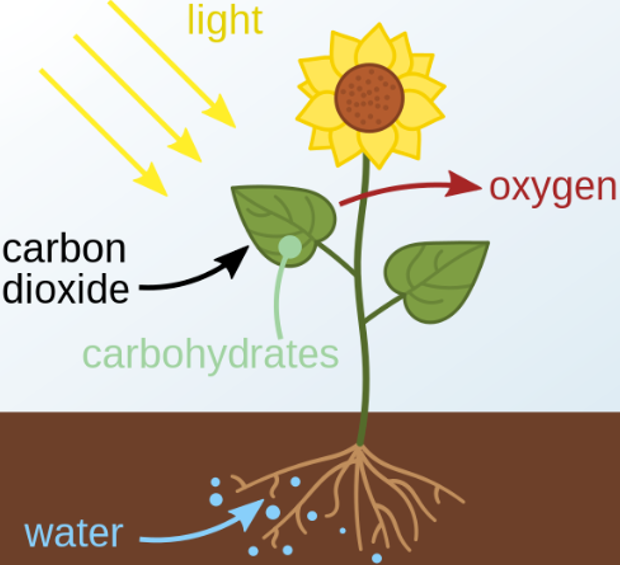 light
oxygen
carbon
dioxide
carbohydrates
water